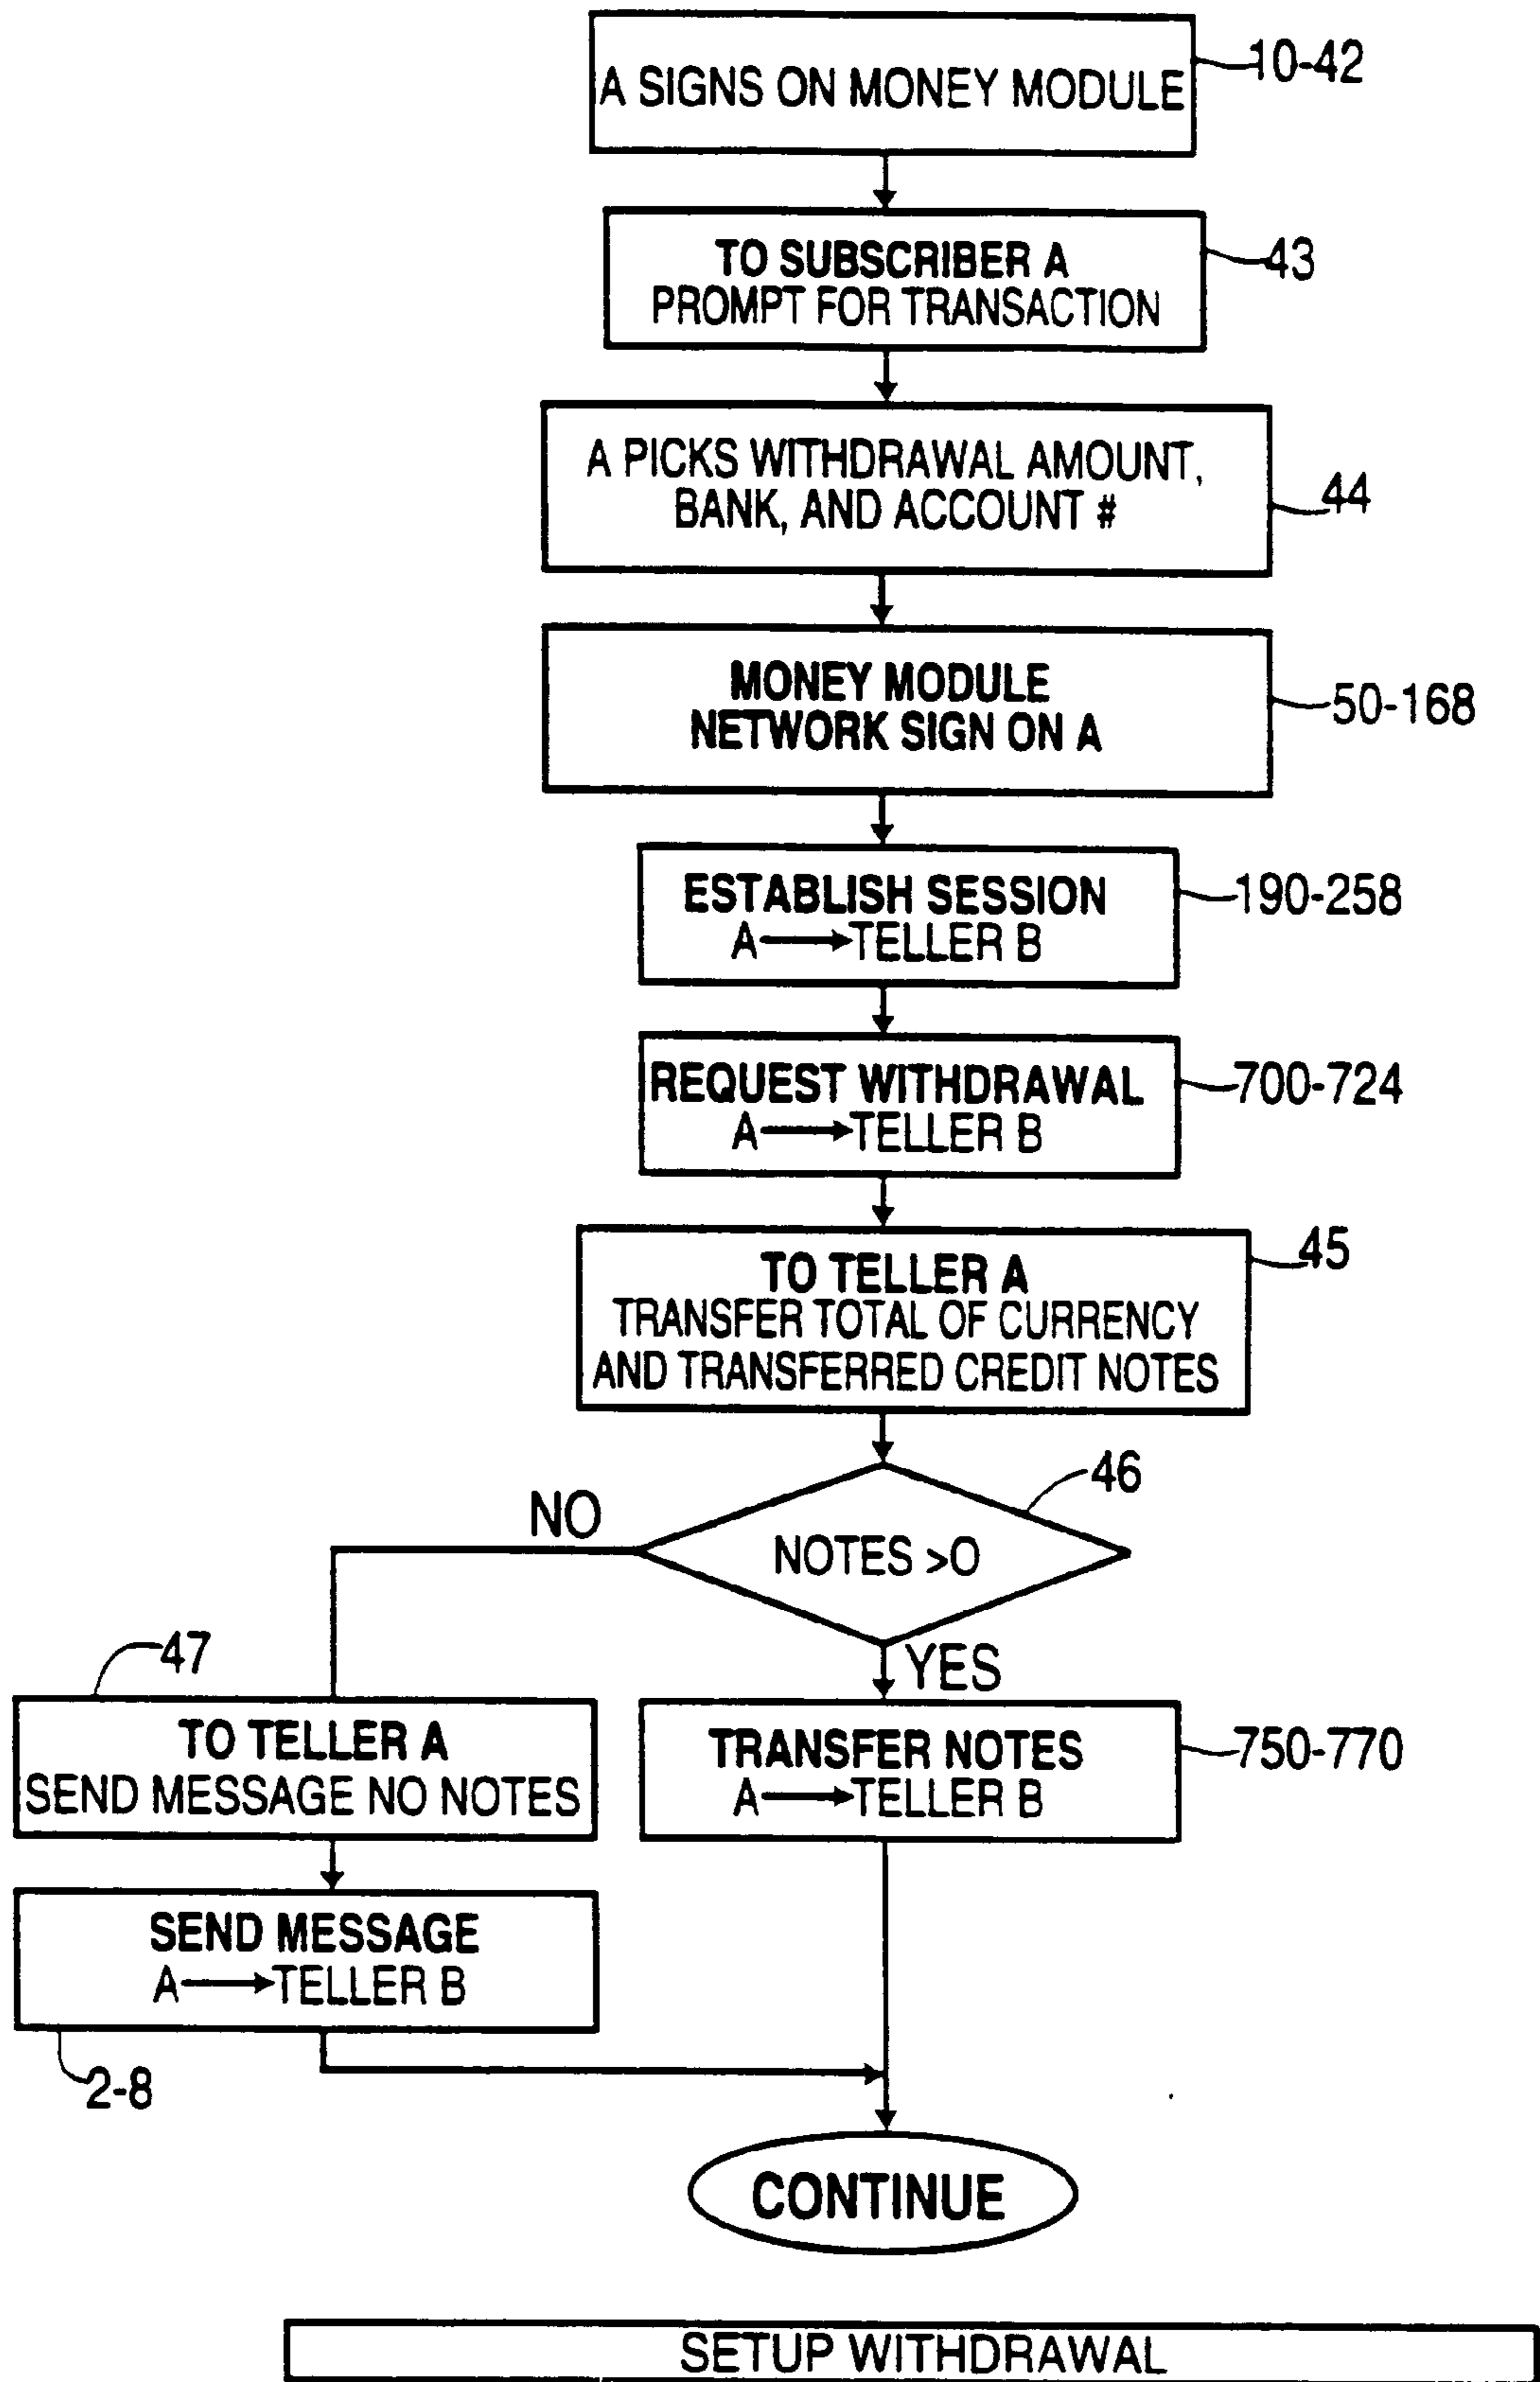 A SIGNS ON MONEY MODULE
10-42
TO SUBSCRIBER A
PROMPT FOR TRANSACTION
43
A PICKS WITHDRAWAL AMOUNT,
BANK, AND ACCOUNT #
44
MONEY MODULE
NETWORK SIGN ON A
50-168
ESTABLISH SESSION
A→TELLER B
190-258
REQUEST WITHDRAWAL
A→TELLER B
700-724
TO TELLER A
TRANSFER TOTAL OF CURRENCY
AND TRANSFERRED CREDIT NOTES
45
NOTES >O
46
NO
YES
47
TO TELLER A
SEND MESSAGE NO NOTES
TRANSFER NOTES
A→TELLER B
750-770
SEND MESSAGE
A→TELLER B
2-8
CONTINUE
SETUP WITHDRAWAL